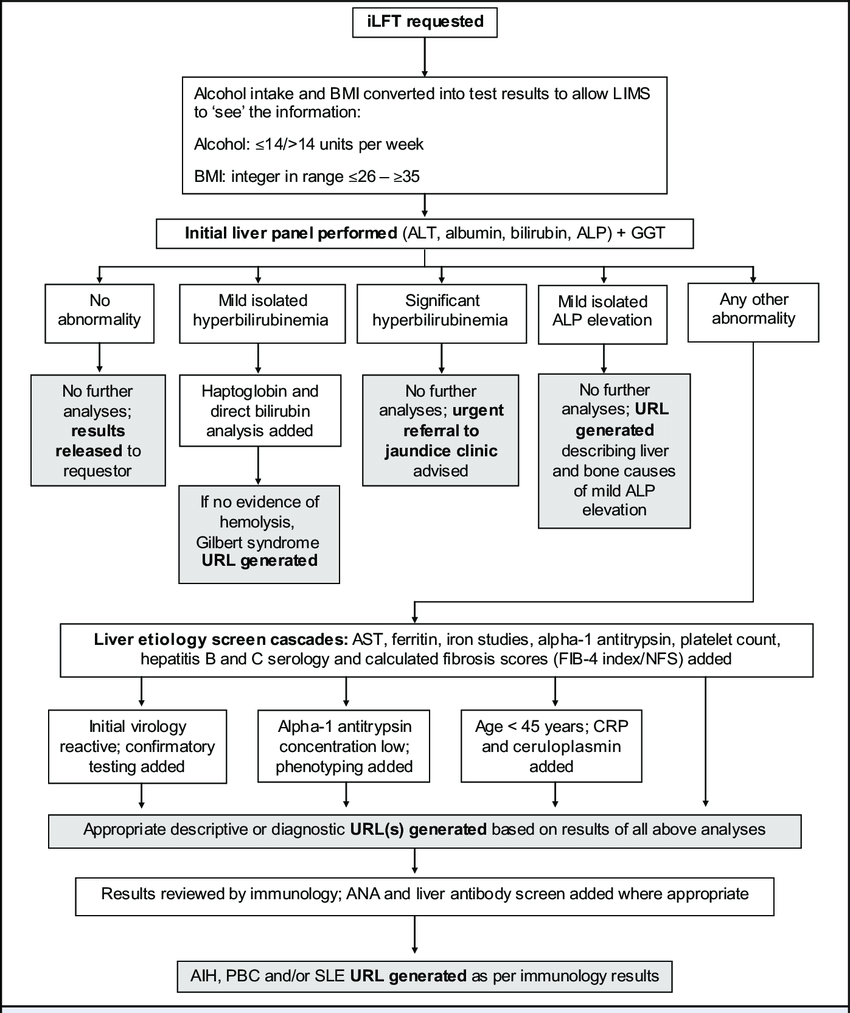 iLFT requested
Alcohol intake and BMI converted into test results to allow LIMS
to ‘see’ the information:
Alcohol: ≤14/>14 units per week
BMI: integer in range ≤26 – ≥35
Initial liver panel performed (ALT, albumin, bilirubin, ALP) + GGT
No
abnormality
Mild isolated
hyperbilirubinemia
Significant
hyperbilirubinemia
Mild isolated
ALP elevation
Any other
abnormality
No further
analyses;
results
released to
requestor
Haptoglobin and
direct bilirubin
analysis added
If no evidence of
hemolysis,
Gilbert syndrome
URL generated
No further
analyses; urgent
referral to
jaundice clinic
advised
No further
analyses; URL
generated
describing liver
and bone causes
of mild ALP
elevation
Liver etiology screen cascades: AST, ferritin, iron studies, alpha-1 antitrypsin, platelet count,
hepatitis B and C serology and calculated fibrosis scores (FIB-4 index/NFS) added
Initial virology
reactive; confirmatory
testing added
Alpha-1 antitrypsin
concentration low;
phenotyping added
Age < 45 years; CRP
and ceruloplasmin
added
Appropriate descriptive or diagnostic URL(s) generated based on results of all above analyses
Results reviewed by immunology; ANA and liver antibody screen added where appropriate
AIH, PBC and/or SLE URL generated as per immunology results